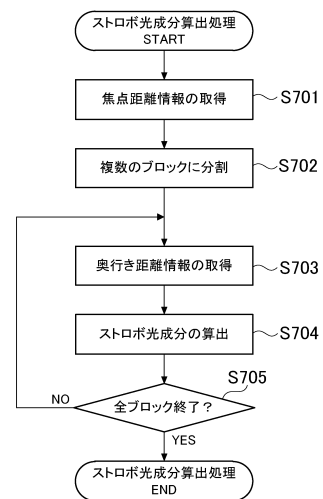 ストロボ光成分算出処理
START
焦点距離情報の取得
S701
複数のブロックに分割
S702
奥行き距離情報の取得
S703
ストロボ光成分の算出
S704
S705
全ブロック終了？
NO
YES
ストロボ光成分算出処理
END